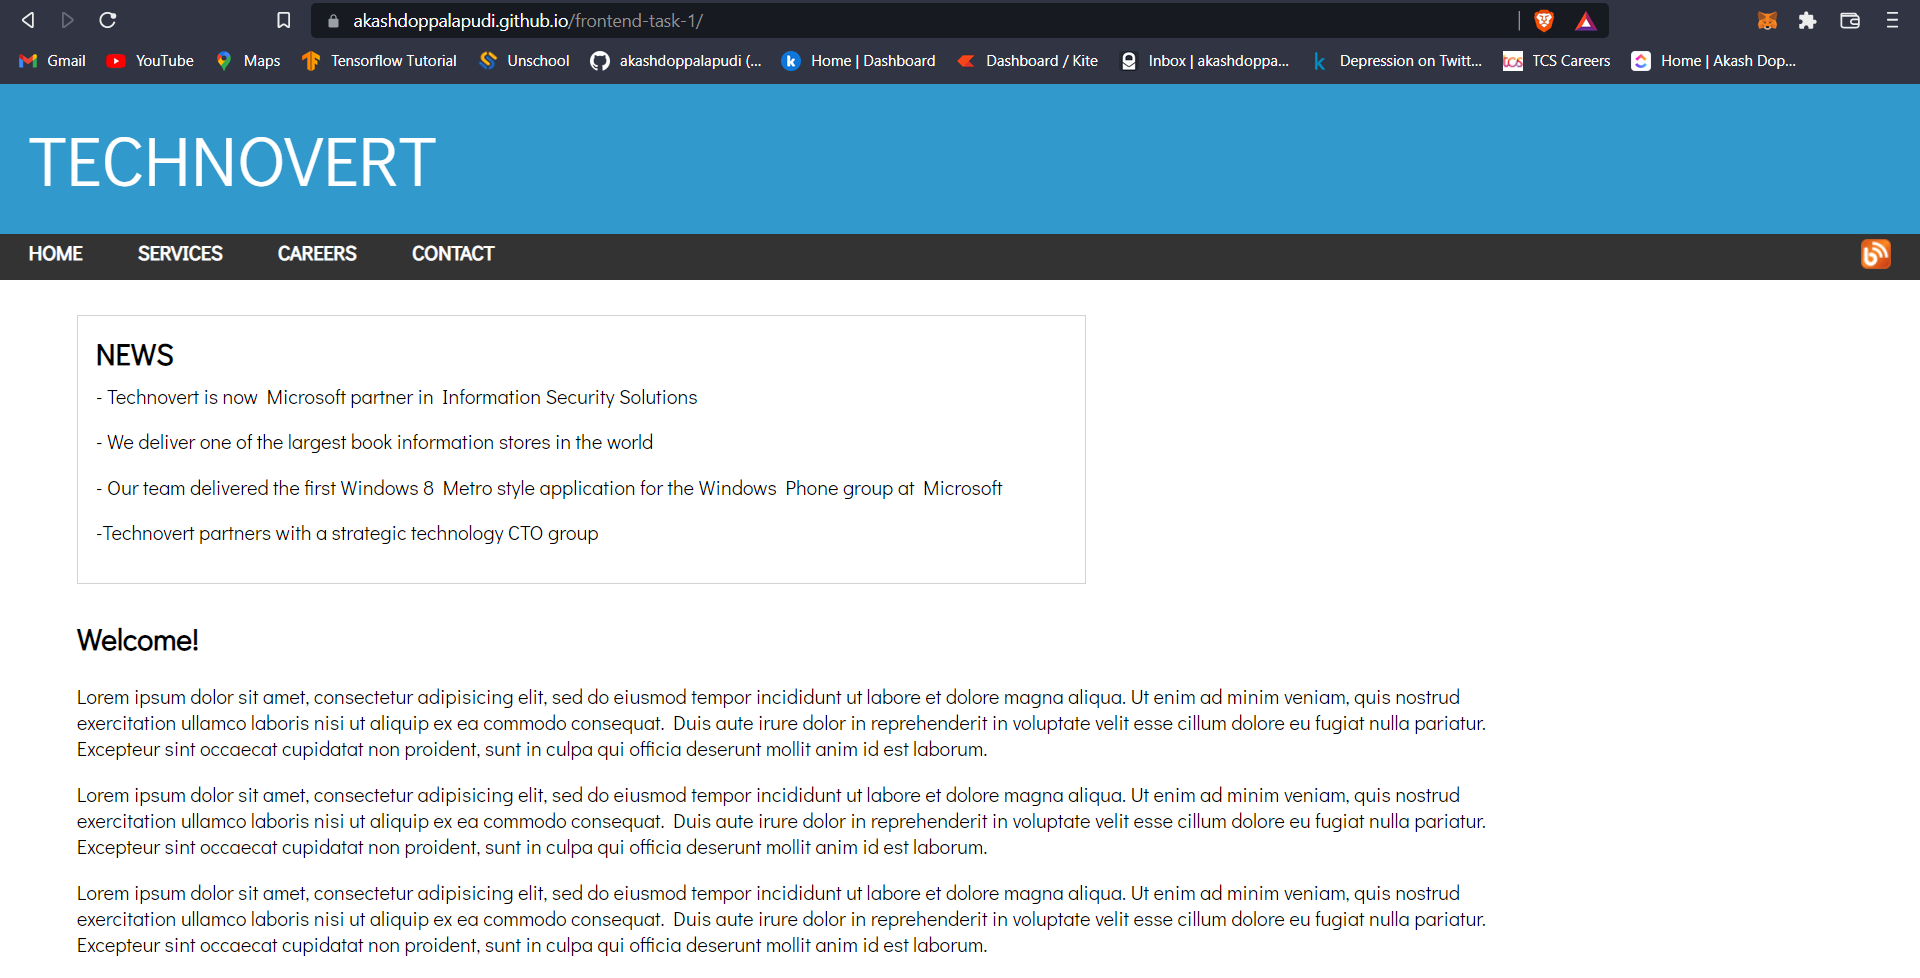 akashdoppalapudi.github.io/frontend-task-1/
Gmail YouTube Maps Tensorflow Tutorial Unschool akashdoppalapudi (... Home | Dashboard Dashboard / Kite Inbox | akashdoppa... Depression on Twitt... TCS Careers Home | Akash Dop...
TECHNOVERT
HOME SERVICES CAREERS CONTACT
NEWS
- Technovert is now Microsoft partner in Information Security Solutions
- We deliver one of the largest book information stores in the world
- Our team delivered the first Windows 8 Metro style application for the Windows Phone group at Microsoft
-Technovert partners with a strategic technology CTO group
Welcome!
Lorem ipsum dolor sit amet, consectetur adipisicing elit, sed do eiusmod tempor incididunt ut labore et dolore magna aliqua. Ut enim ad minim veniam, quis nostrud
exercitation ullamco laboris nisi ut aliquip ex ea commodo consequat. Duis aute irure dolor in reprehenderit in voluptate velit esse cillum dolore eu fugiat nulla pariatur.
Excepteur sint occaecat cupidatat non proident, sunt in culpa qui officia deserunt mollit anim id est laborum.
Lorem ipsum dolor sit amet, consectetur adipisicing elit, sed do eiusmod tempor incididunt ut labore et dolore magna aliqua. Ut enim ad minim veniam, quis nostrud
exercitation ullamco laboris nisi ut aliquip ex ea commodo consequat. Duis aute irure dolor in reprehenderit in voluptate velit esse cillum dolore eu fugiat nulla pariatur.
Excepteur sint occaecat cupidatat non proident, sunt in culpa qui officia deserunt mollit anim id est laborum.
Lorem ipsum dolor sit amet, consectetur adipisicing elit, sed do eiusmod tempor incididunt ut labore et dolore magna aliqua. Ut enim ad minim veniam, quis nostrud
exercitation ullamco laboris nisi ut aliquip ex ea commodo consequat. Duis aute irure dolor in reprehenderit in voluptate velit esse cillum dolore eu fugiat nulla pariatur.
Excepteur sint occaecat cupidatat non proident, sunt in culpa qui officia deserunt mollit anim id est laborum.